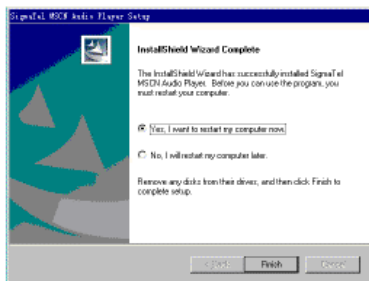 SigmaTel MSCN Audio Player Setup
InstallShield Wizard Complete
The InstallShield Wizard has successfully installed SigmaTel
MSCN Audio Player. Before you can use the program, you
must restart your computer.
Yes, I want to restart my computer now.
No, I will restart my computer later.
Remove any disks from their drives, and then click Finish to
complete setup.
< Back Finish Cancel